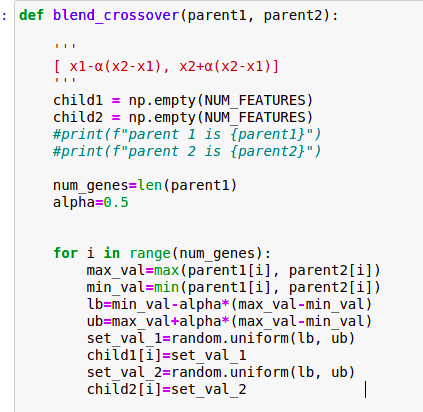 : def blend_crossover(parent1, parent2):
'''
[ x1-α(x2-x1), x2+α(x2-x1)]
'''
child1 = np.empty(NUM_FEATURES)
child2 = np.empty(NUM_FEATURES)
#print(f"parent 1 is {parent1}")
#print(f"parent 2 is {parent2}")
num_genes=len(parent1)
alpha=0.5
for i in range(num_genes):
max_val=max(parent1[i], parent2[i])
min_val=min(parent1[i], parent2[i])
lb=min_val-alpha*(max_val-min_val)
ub=max_val+alpha*(max_val-min_val)
set_val_1=random.uniform(lb, ub)
child1[i]=set_val_1
set_val_2=random.uniform(lb, ub)
child2[i]=set_val_2